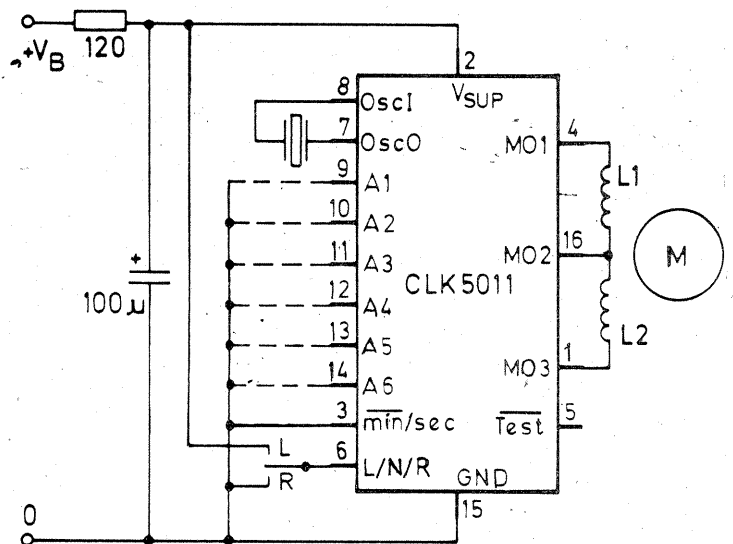 +VB
120
100μ
+
0
2
VSUP
8
OscI
7
OscO
9
A1
10
A2
11
A3
12
A4
13
A5
14
A6
3
min/sec
6
L/N/R
L
R
CLK5011
MO1
4
L1
MO2
16
M
L2
MO3
1
Test
5
GND
15